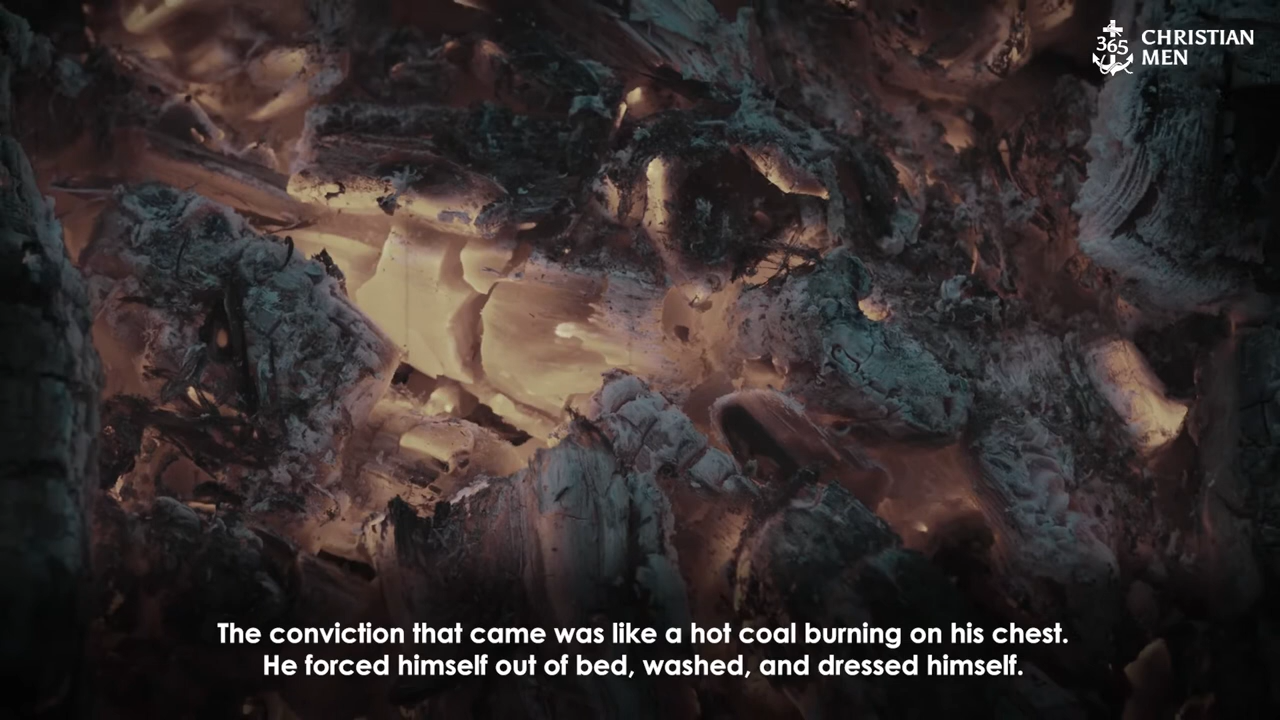 365
CHRISTIAN
MEN
The conviction that came was like a hot coal burning on his chest.
He forced himself out of bed, washed, and dressed himself.